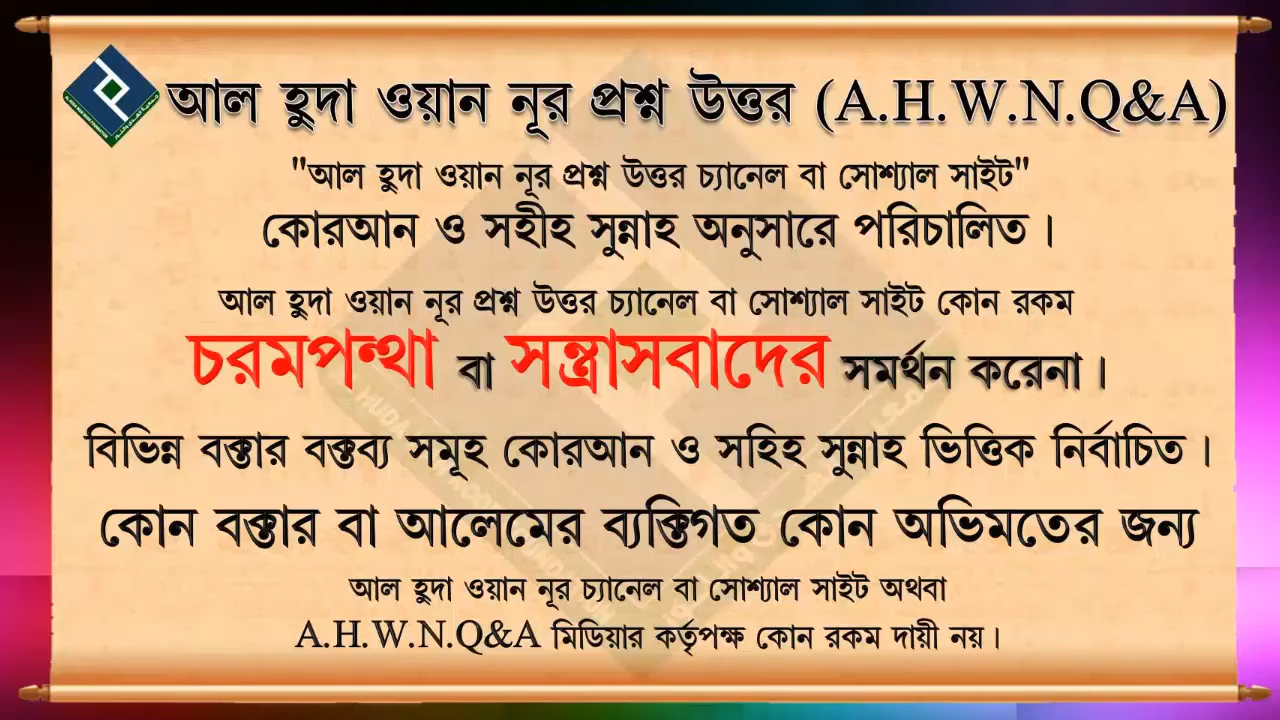 আল হুদা ওয়ান নূর প্রশ্ন উত্তর (A.H.W.N.Q&A)
"আল হুদা ওয়ান নূর প্রশ্ন উত্তর চ্যানেল বা সোশ্যাল সাইট"
কোরআন ও সহীহ সুন্নাহ অনুসারে পরিচালিত।
আল হুদা ওয়ান নূর প্রশ্ন উত্তর চ্যানেল বা সোশ্যাল সাইট কোন রকম
চরমপন্থা বা সন্ত্রাসবাদের সমর্থন করেনা।
বিভিন্ন বক্তার বক্তব্য সমূহ কোরআন ও সহিহ সুন্নাহ ভিত্তিক নির্বাচিত।
কোন বক্তার বা আলেমের ব্যক্তিগত কোন অভিমতের জন্য
আল হুদা ওয়ান নূর চ্যানেল বা সোশ্যাল সাইট অথবা
A.H.W.N.Q&A মিডিয়ার কর্তৃপক্ষ কোন রকম দায়ী নয়।